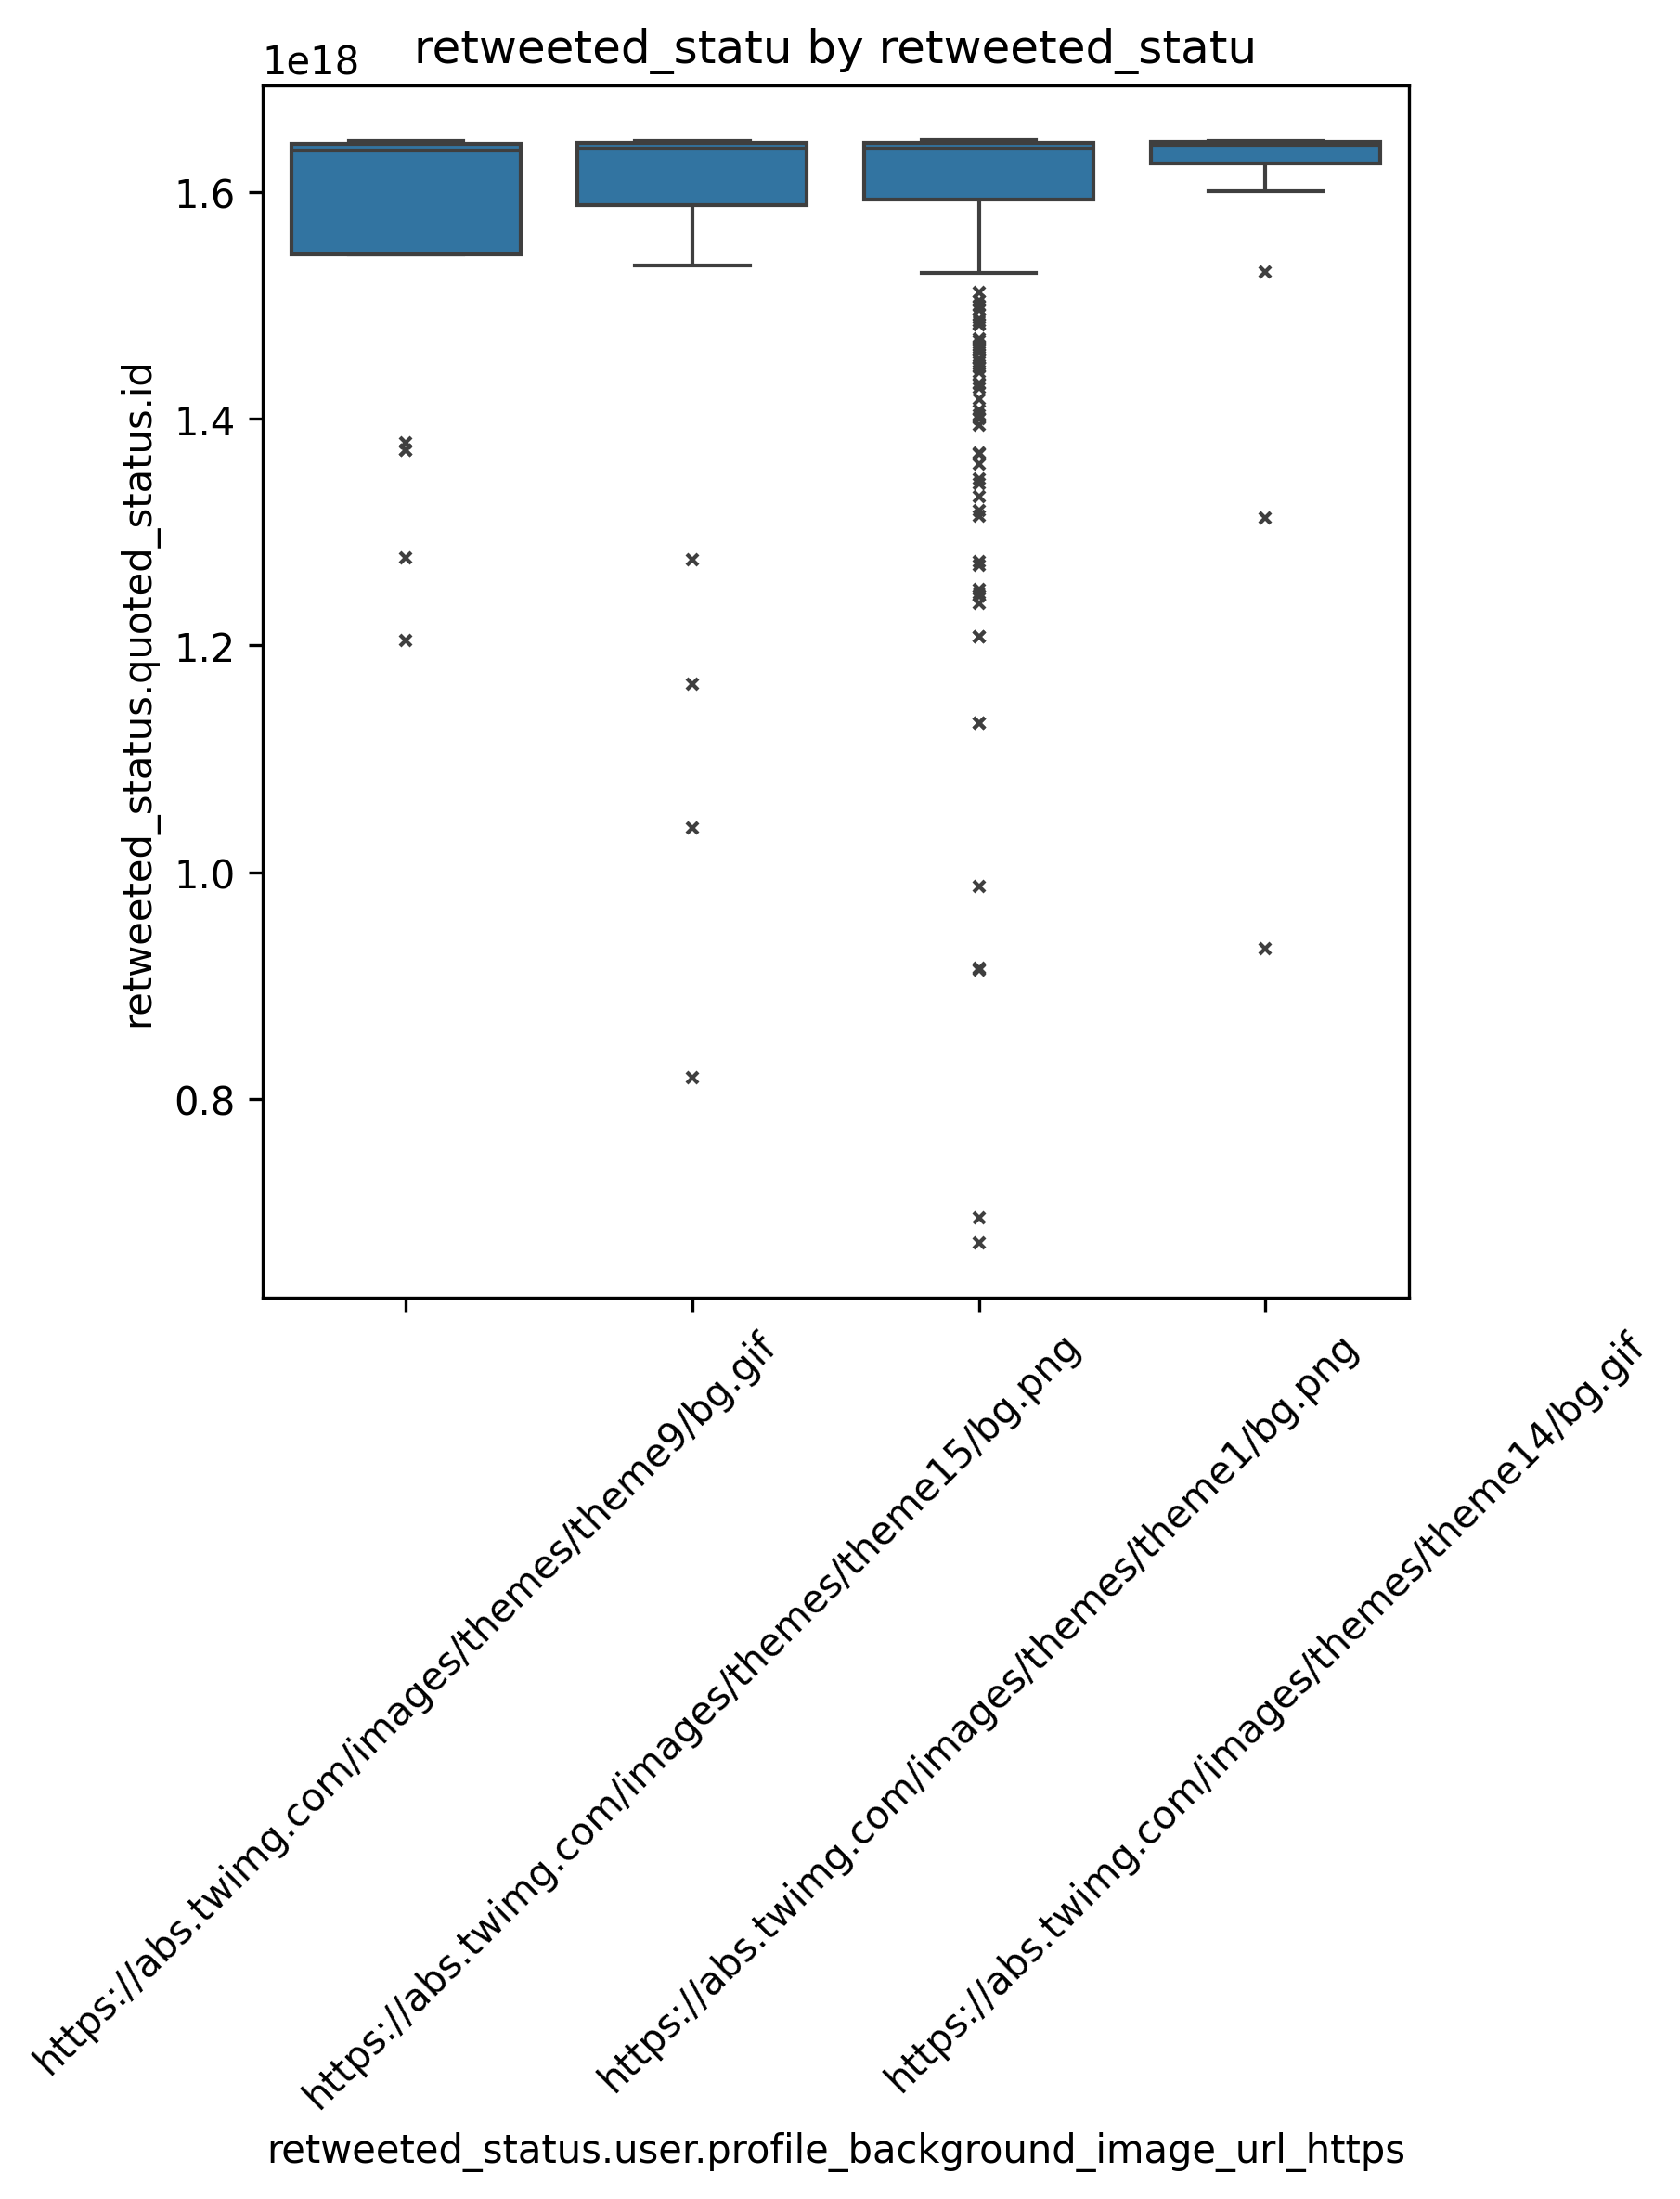 retweeted_statu by retweeted_statu
1e18
1.6
1.4
1.2
1.0
0.8
retweeted_status.quoted_status.id
https://abs.twimg.com/images/themes/theme9/bg.gif
https://abs.twimg.com/images/themes/theme15/bg.png
https://abs.twimg.com/images/themes/theme1/bg.png
https://abs.twimg.com/images/themes/theme14/bg.gif
retweeted_status.user.profile_background_image_url_https